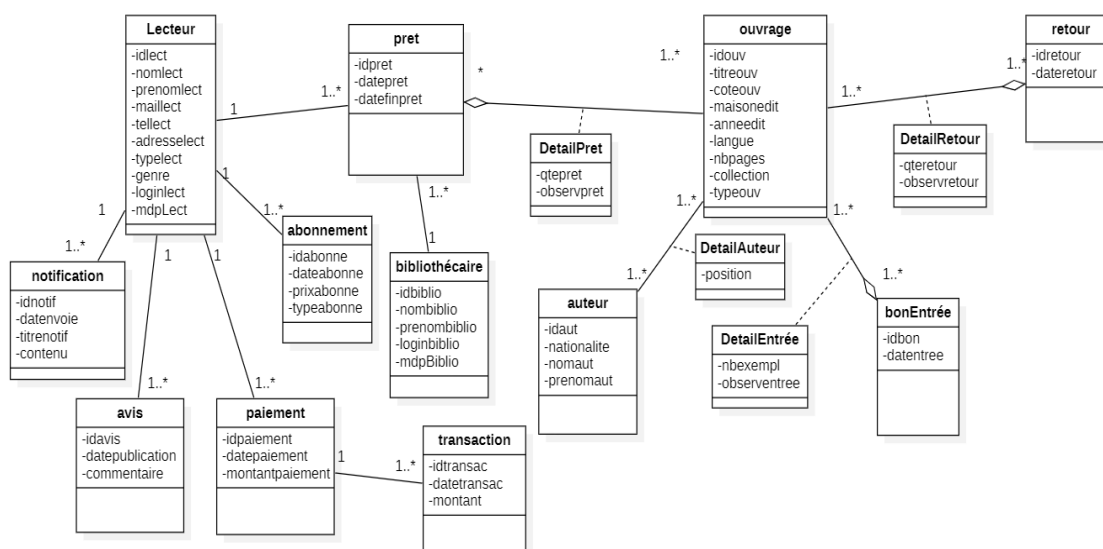 Lecteur
-idlect
-nomlect
-prenomlect
-maillect
-tellect
-adresselect
-typelect
-genre
-loginlect
-mdpLect
1
1..*
pret
-idpret
-datepret
-datefinpret
*
1..*
ouvrage
-idouv
-titreouv
-coteouv
-maisonedit
-anneedit
-langue
-nbpages
-collection
-typeouv
1..*
1..*
retour
-idretour
-dateretour
DetailPret
-qtepret
-observpret
DetailRetour
-qteretour
-observretour
1
1..*
abonnement
-idabonne
-dateabonne
-prixabonne
-typeabonne
1..*
1
bibliothécaire
-idbiblio
-nombiblio
-prenombiblio
-loginbiblio
-mdpBiblio
1
1..*
notification
-idnotif
-datenvoie
-titrenotif
-contenu
1..*
1..*
DetailAuteur
-position
auteur
-idaut
-nationalite
-nomaut
-prenomaut
1..*
1..*
DetailEntrée
-nbexempl
-observentree
bonEntrée
-idbon
-datentree
1
1..*
avis
-idavis
-datepublication
-commentaire
1
1..*
paiement
-idpaiement
-datepaiement
-montantpaiement
1
1..*
transaction
-idtransac
-datetransac
-montant